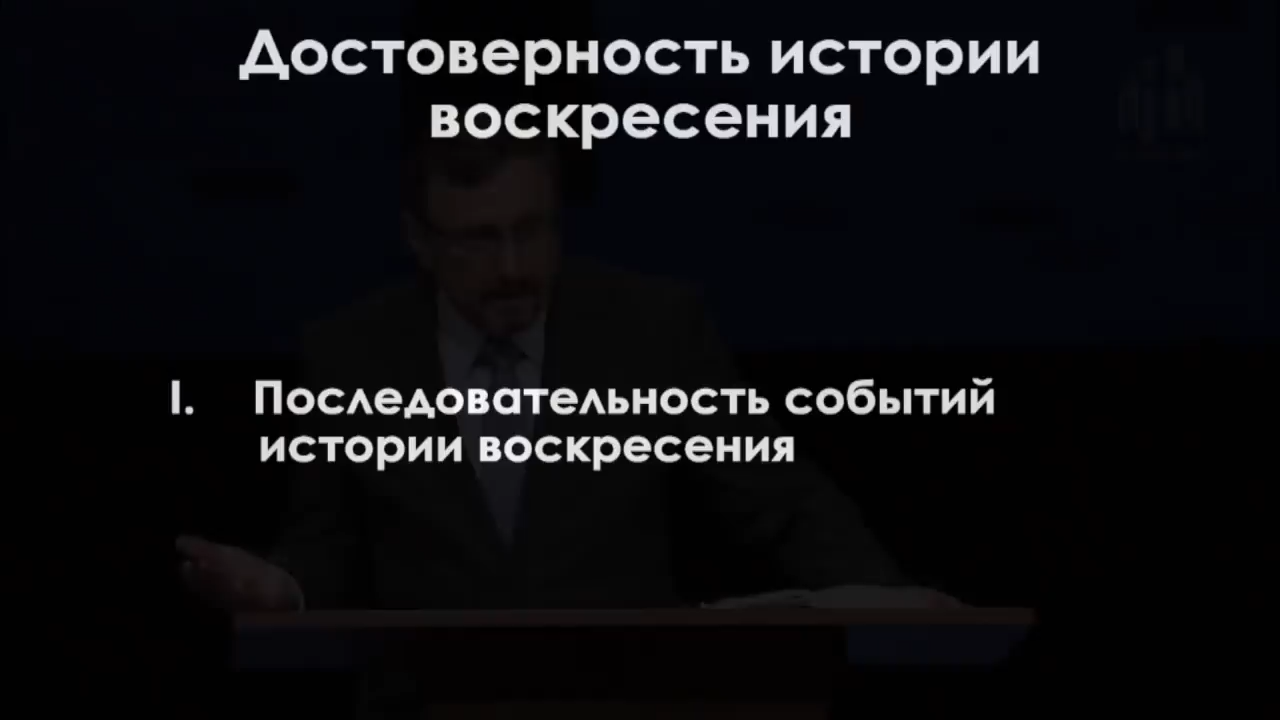 Достоверность истории
воскресения
I. Последовательность событий
истории воскресения